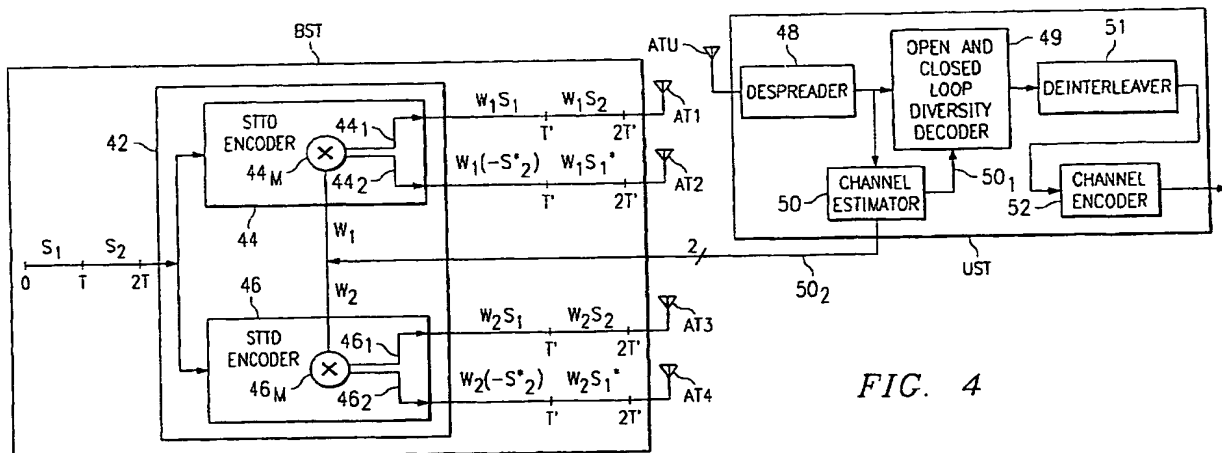 BST
42
STTD
ENCODER
44₁
44M
44₂
44
W₁S₁
W₁S₂
T'
2T'
AT1
W₁(-S*₂)
W₁S₁*
T'
2T'
AT2
S₁
S₂
0
T
2T
W₁
W₂
2
50₂
46
STTD
ENCODER
46₁
46M
46₂
W₂S₁
W₂S₂
T'
2T'
AT3
W₂(-S*₂)
W₂S₁*
T'
2T'
AT4
ATU
48
DESPREADER
OPEN AND
CLOSED
LOOP
DIVERSITY
DECODER
49
51
DEINTERLEAVER
50
CHANNEL
ESTIMATOR
50₁
CHANNEL
ENCODER
52
UST
FIG. 4